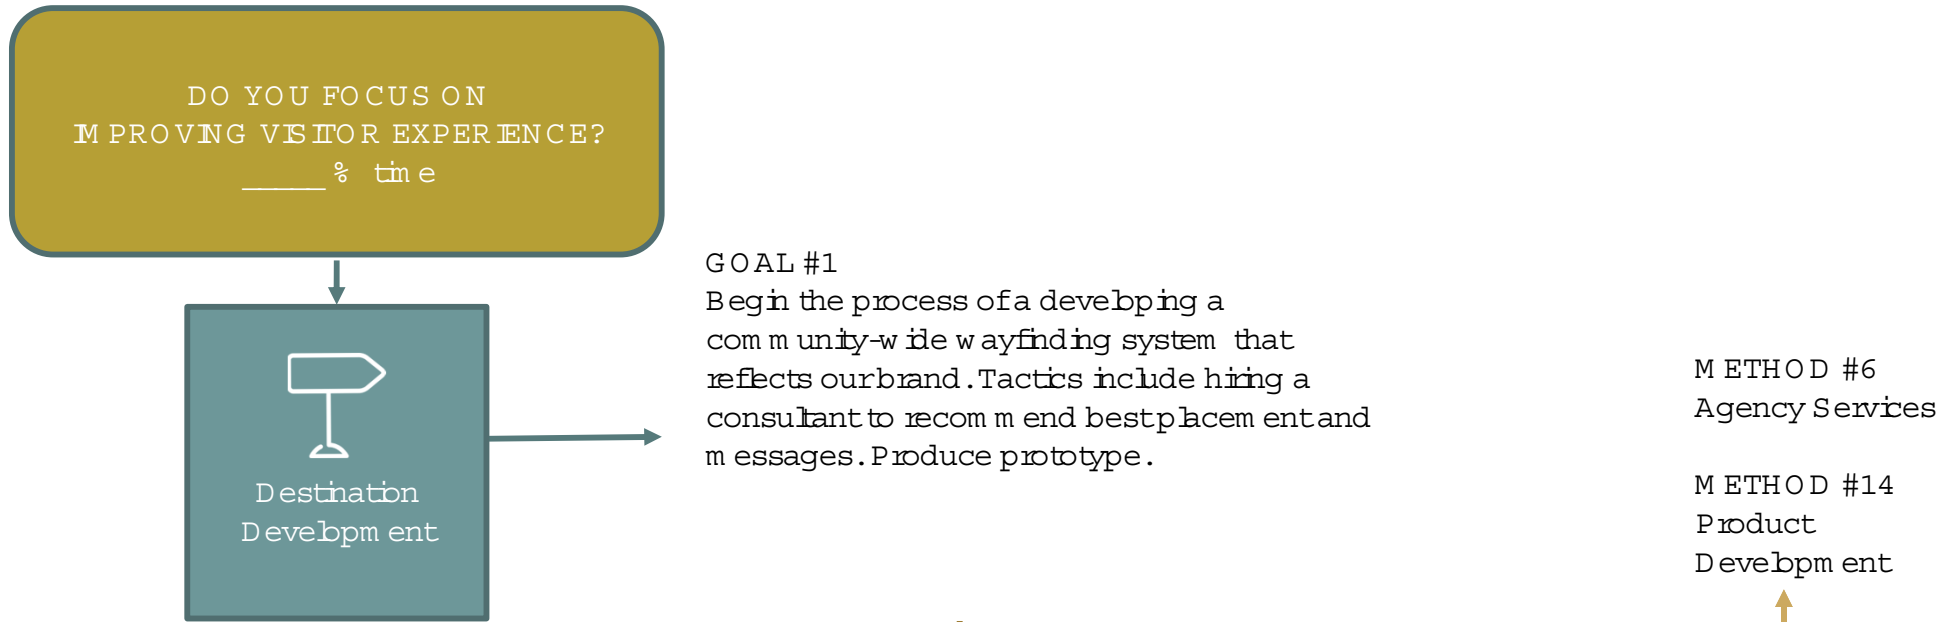 DO YOU FOCUS ON
IMPROVING VISITOR EXPERIENCE?
_____% time
Destination
Development
GOAL #1
Begin the process of a developing a
community-wide wayfinding system that
reflects our brand. Tactics include hiring a
consultant to recommend best placement and
messages. Produce prototype.
METHOD #6
Agency Services
METHOD #14
Product
Development